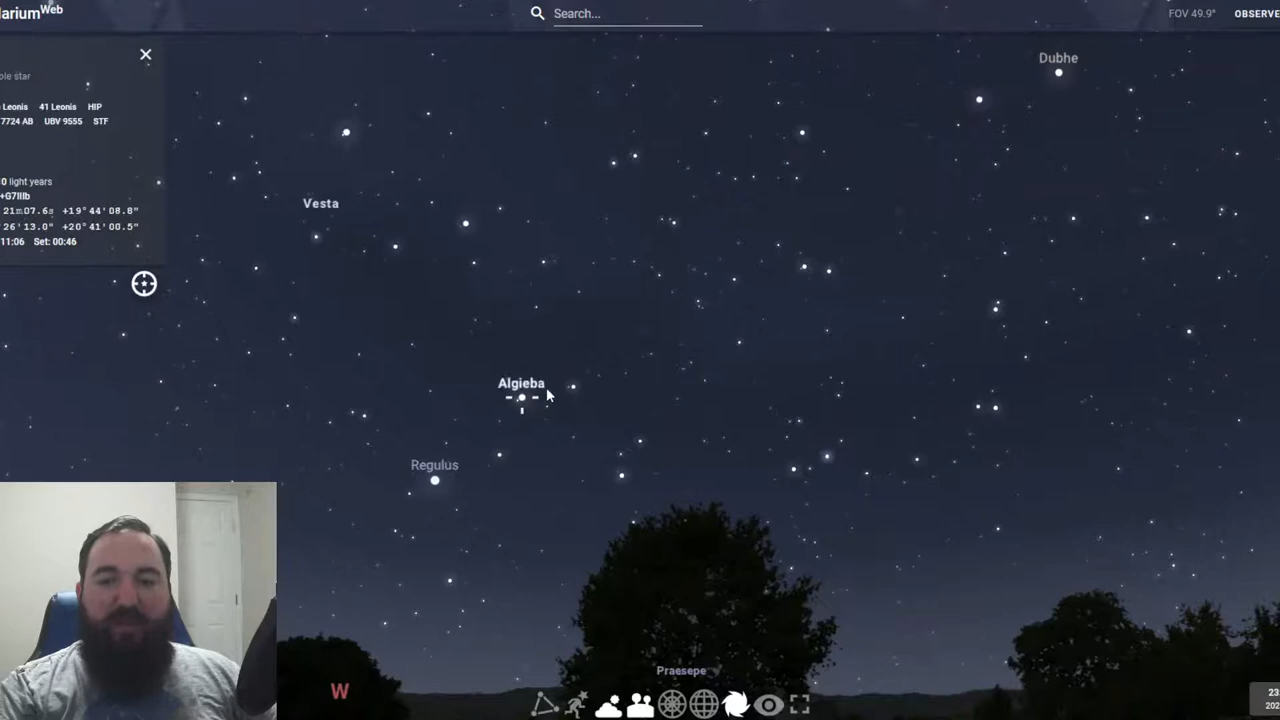 lariumWeb
Search...
FOV 49.9°
OBSERVE
ole star
Leonis 41 Leonis HIP
7724 AB UBV 9555 STF
0 light years
+G7IIIb
21m07.6s +19°44'08.8"
26'13.0" +20°41'00.5"
11:06 Set: 00:46
Dubhe
Vesta
Algieba
Regulus
Praesepe
W
23
202